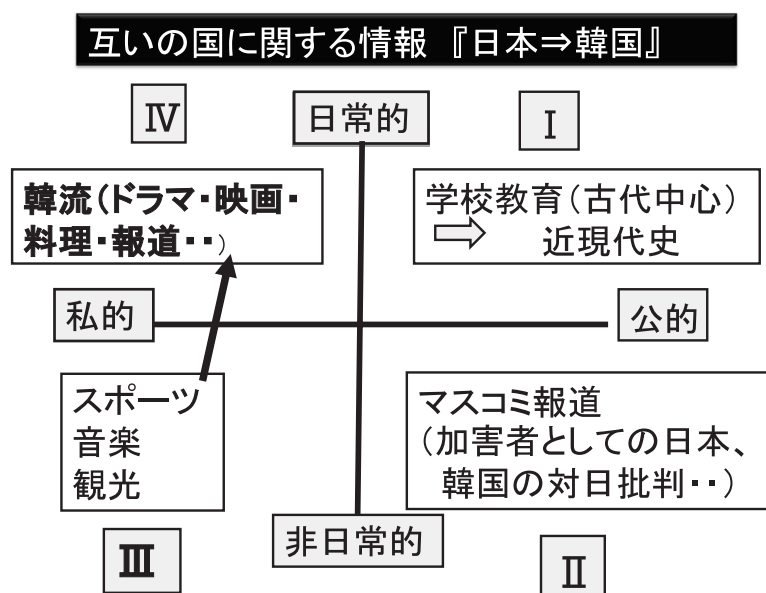 互いの国に関する情報 『日本⇒韓国』
Ⅳ
日常的
Ⅰ
韓流(ドラマ・映画・
料理・報道・・)
学校教育(古代中心)
近現代史
私的
公的
スポーツ
音楽
観光
マスコミ報道
(加害者としての日本、
韓国の対日批判・・)
Ⅲ
非日常的
Ⅱ